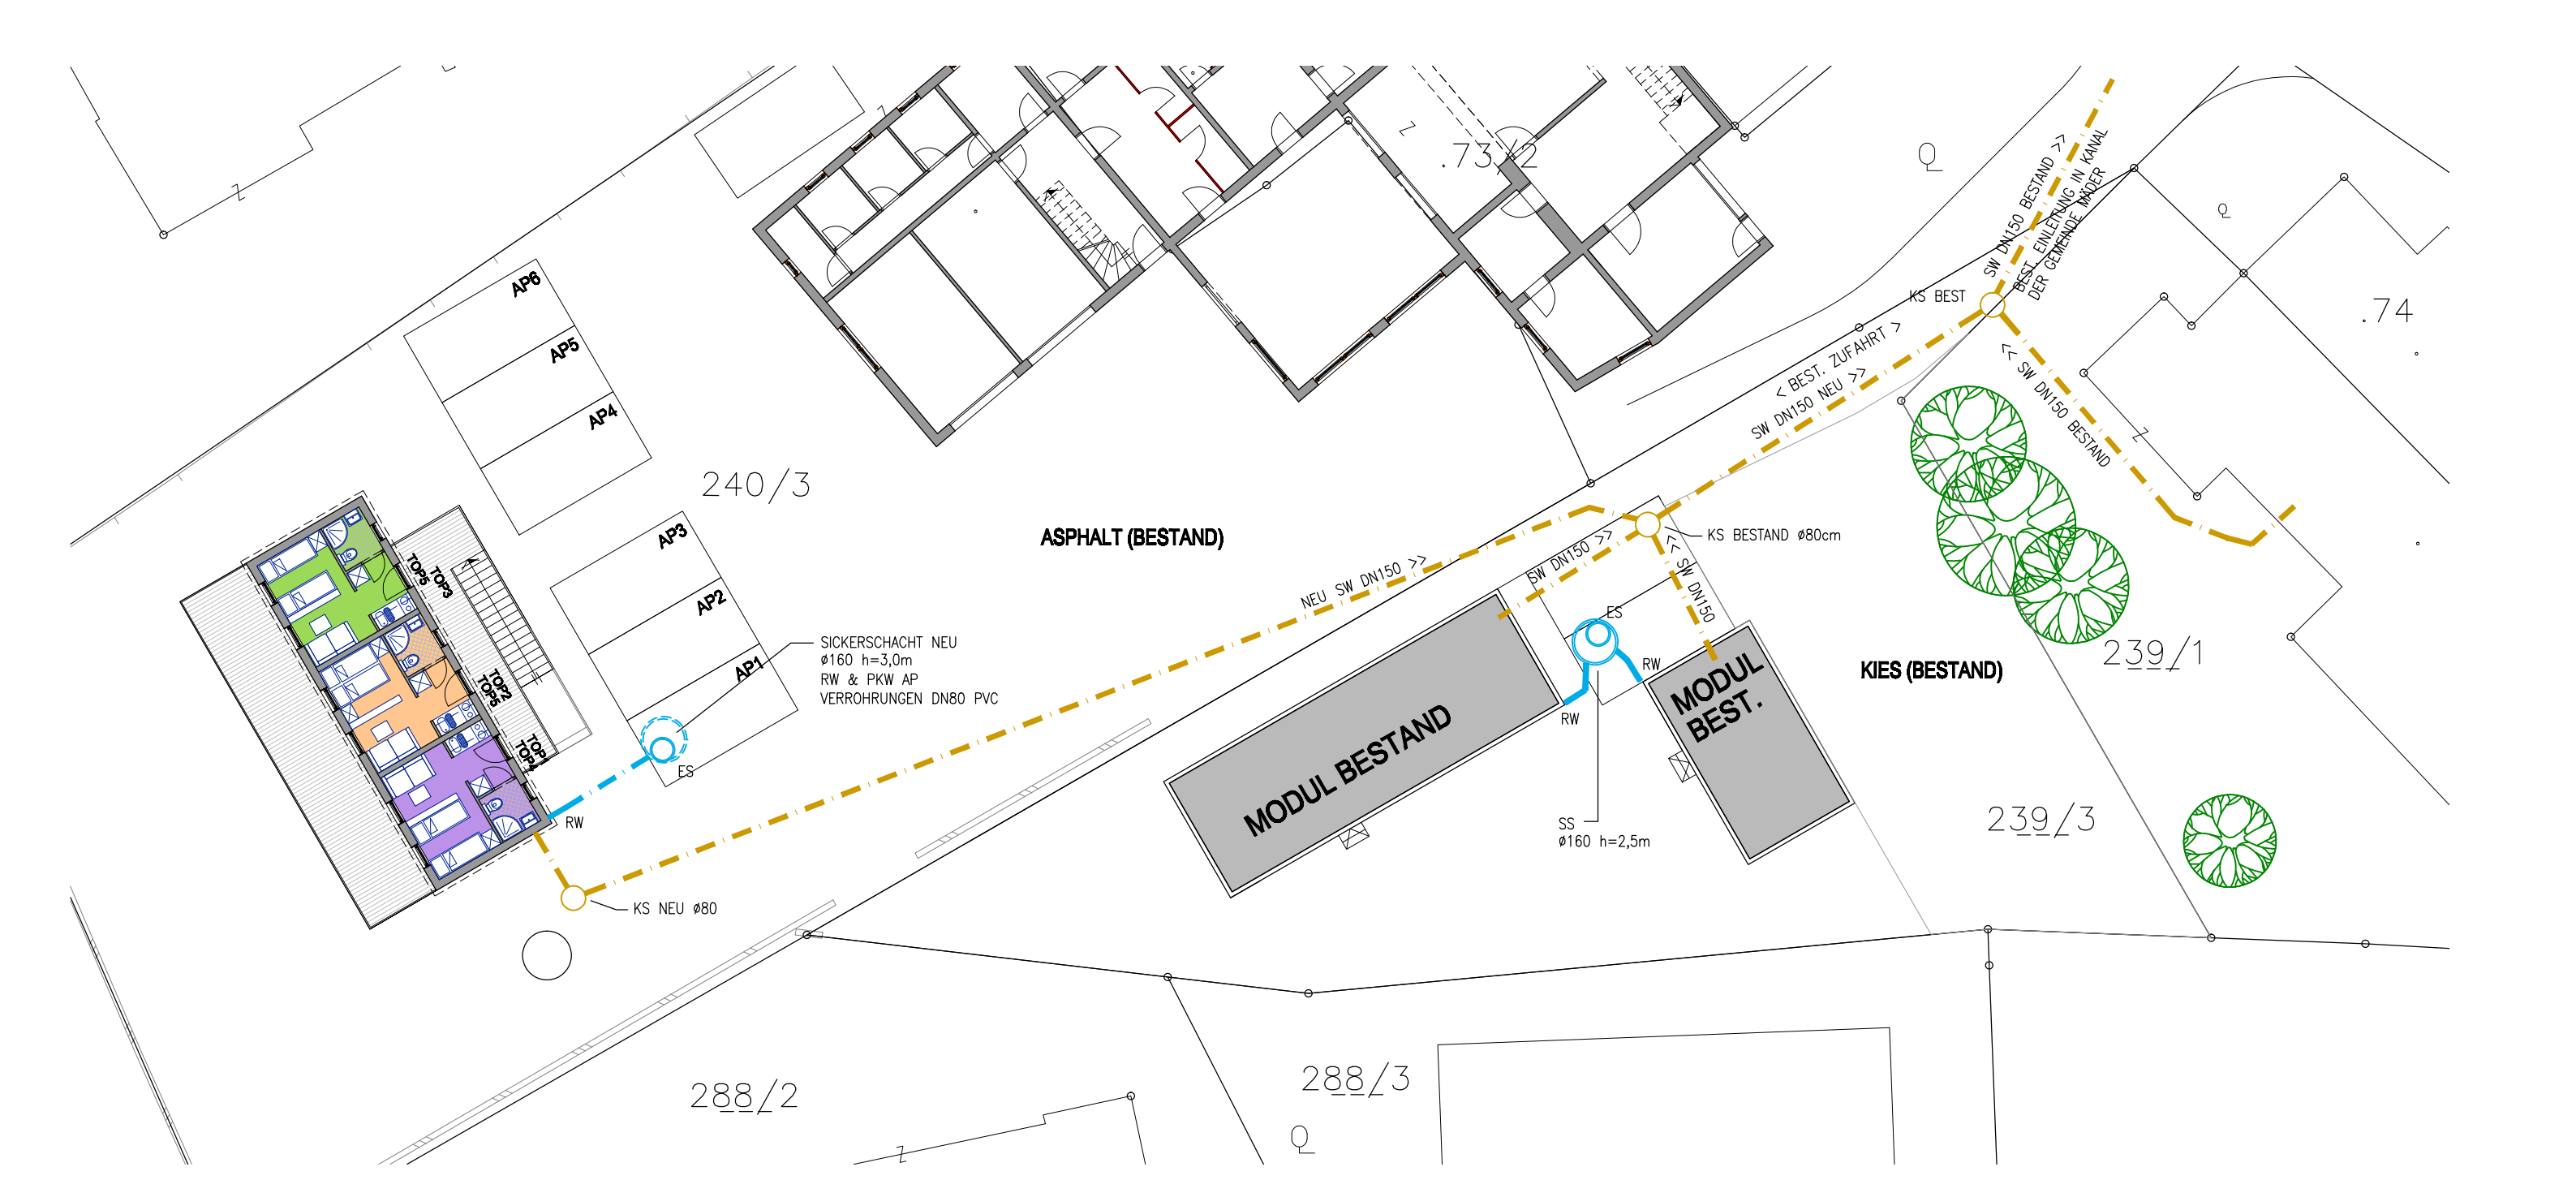 .73/2
Q
Q
.74
SW DN150 BESTAND >>
BEST. EINLEITUNG IN KANAL
DER GEMEINDE MÄDER
KS BEST
< BEST. ZUFAHRT >
SW DN150 NEU >>
<< SW DN150 BESTAND
Z
Z
Z
Z
AP6
AP5
AP4
240/3
AP3
AP2
AP1
ASPHALT (BESTAND)
KS BESTAND ø80cm
NEU SW DN150 >>
SW DN150 >>
<< SW DN150
ES
RW
RW
TOP3
TOP5
TOP2
TOP5
TOP1
SICKERSCHACHT NEU
ø160 h=3,0m
RW & PKW AP
VERROHRUNGEN DN80 PVC
ES
RW
KS NEU ø80
MODUL BESTAND
MODUL
BEST.
SS
ø160 h=2,5m
KIES (BESTAND)
239/1
239/3
288/2
288/3
Q
Z